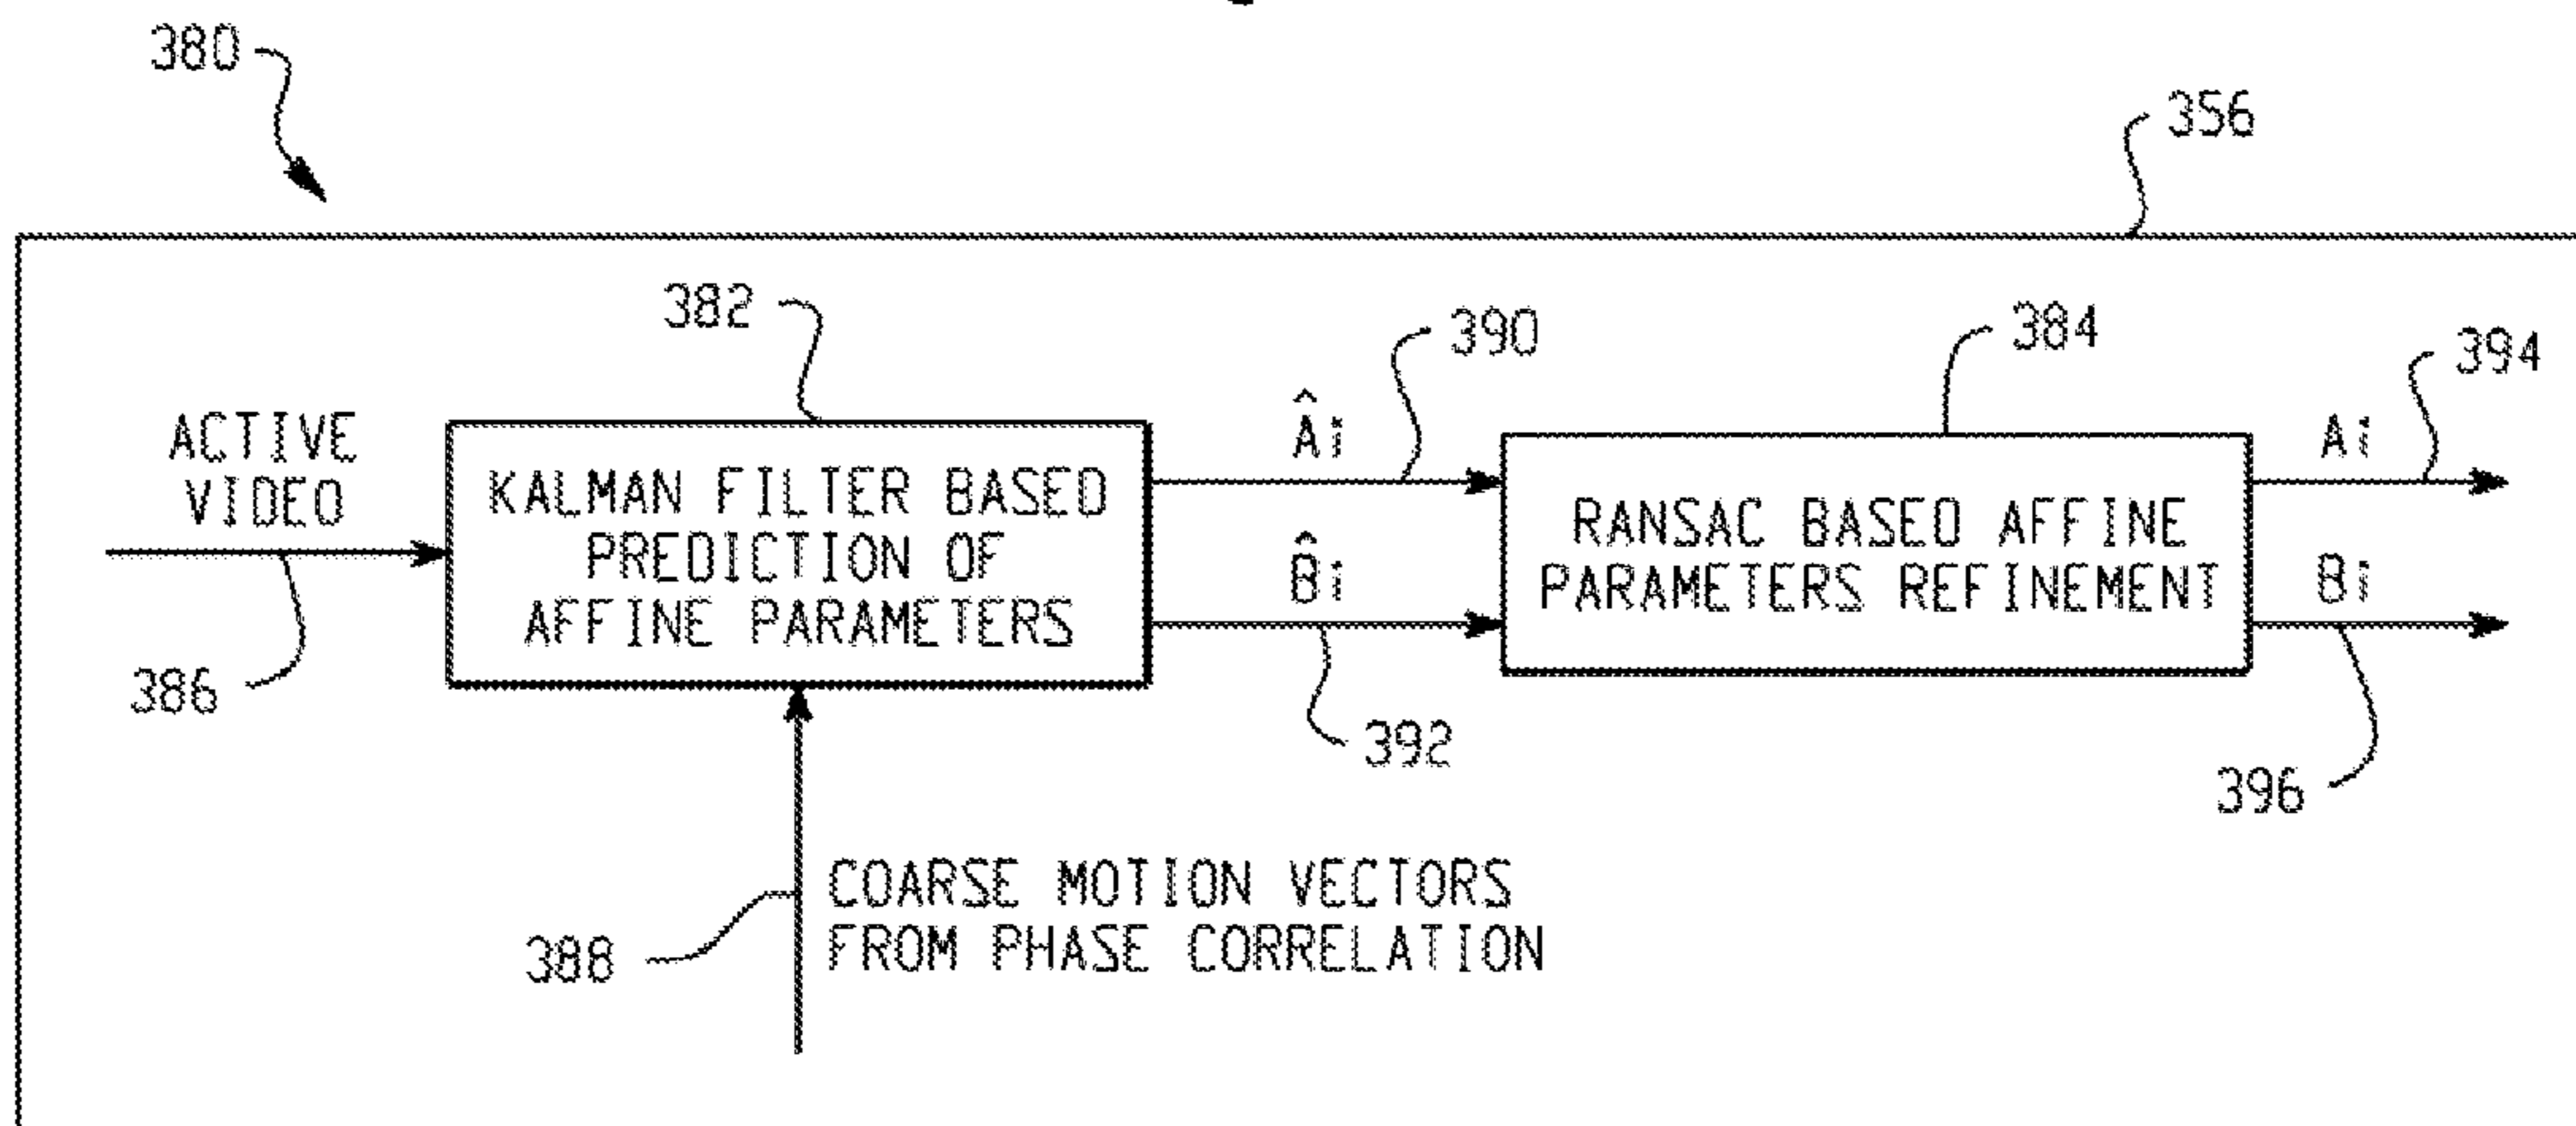 380
356
382
390
384
394
ACTIVE
VIDEO
KALMAN FILTER BASED
PREDICTION OF
AFFINE PARAMETERS
Âi
B̂i
RANSAC BASED AFFINE
PARAMETERS REFINEMENT
Ai
Bi
386
392
396
388
COARSE MOTION VECTORS
FROM PHASE CORRELATION